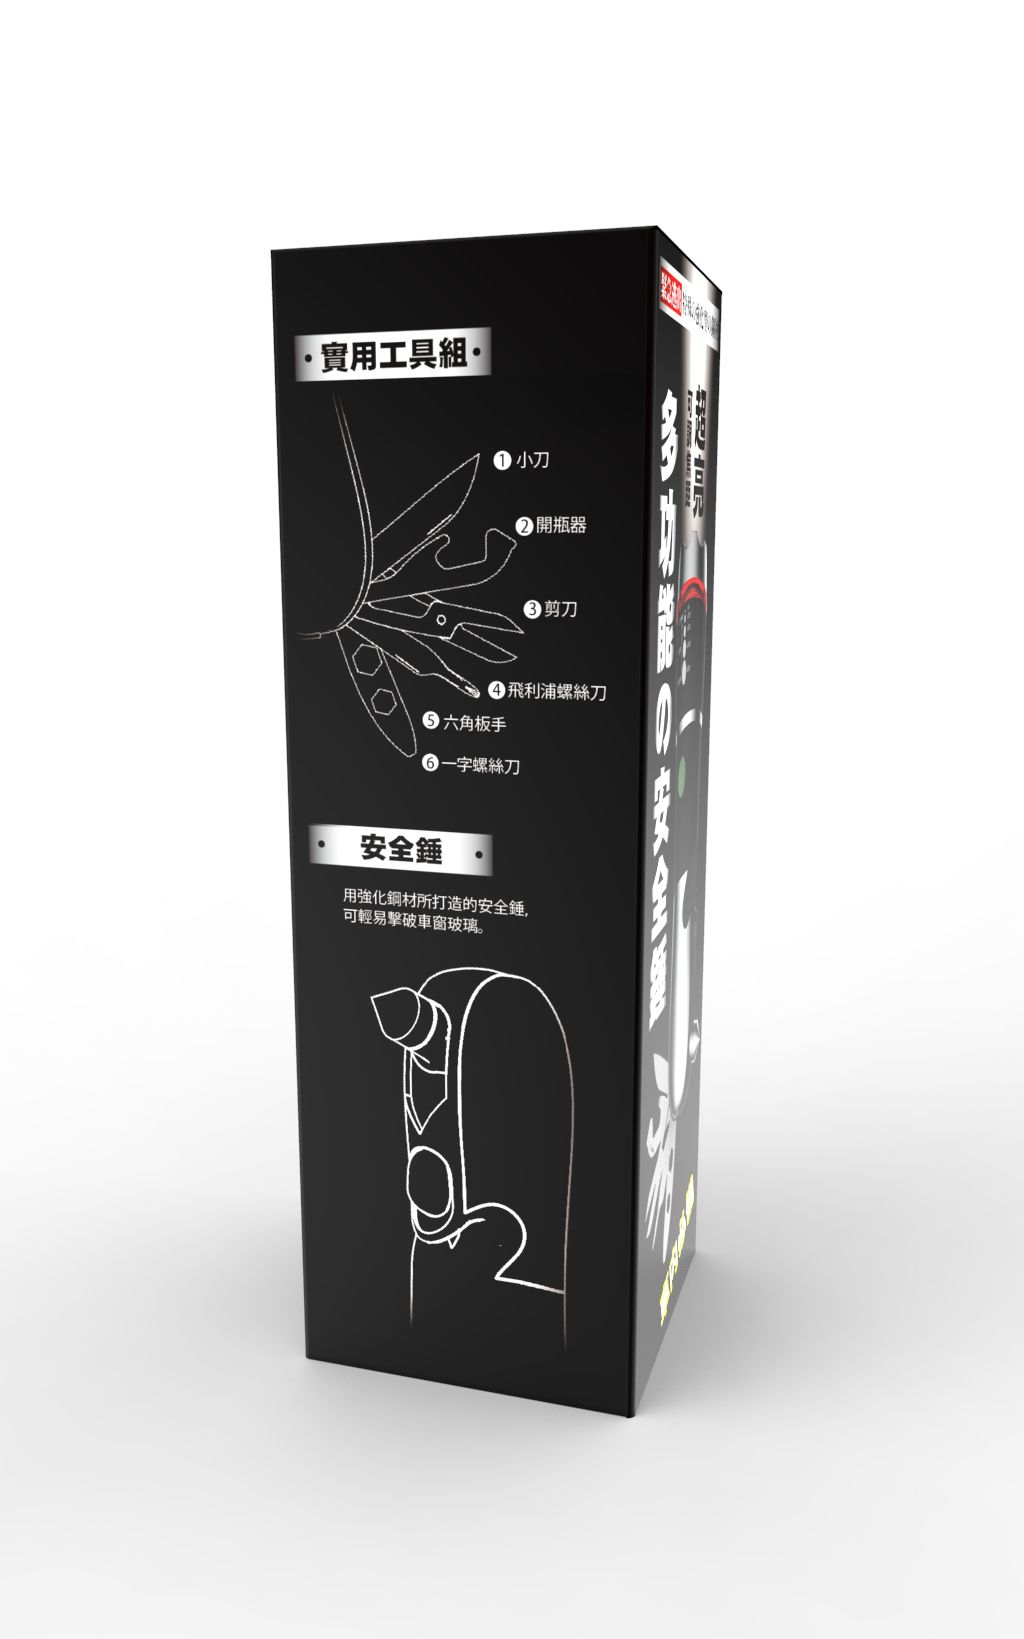 實用工具組
1 小刀
2 開瓶器
3 剪刀
4 飛利浦螺絲刀
5 六角板手
6 一字螺絲刀
安全錘
用強化鋼材所打造的安全錘,
可輕易擊破車窗玻璃。
超亮
多功能の安全錘